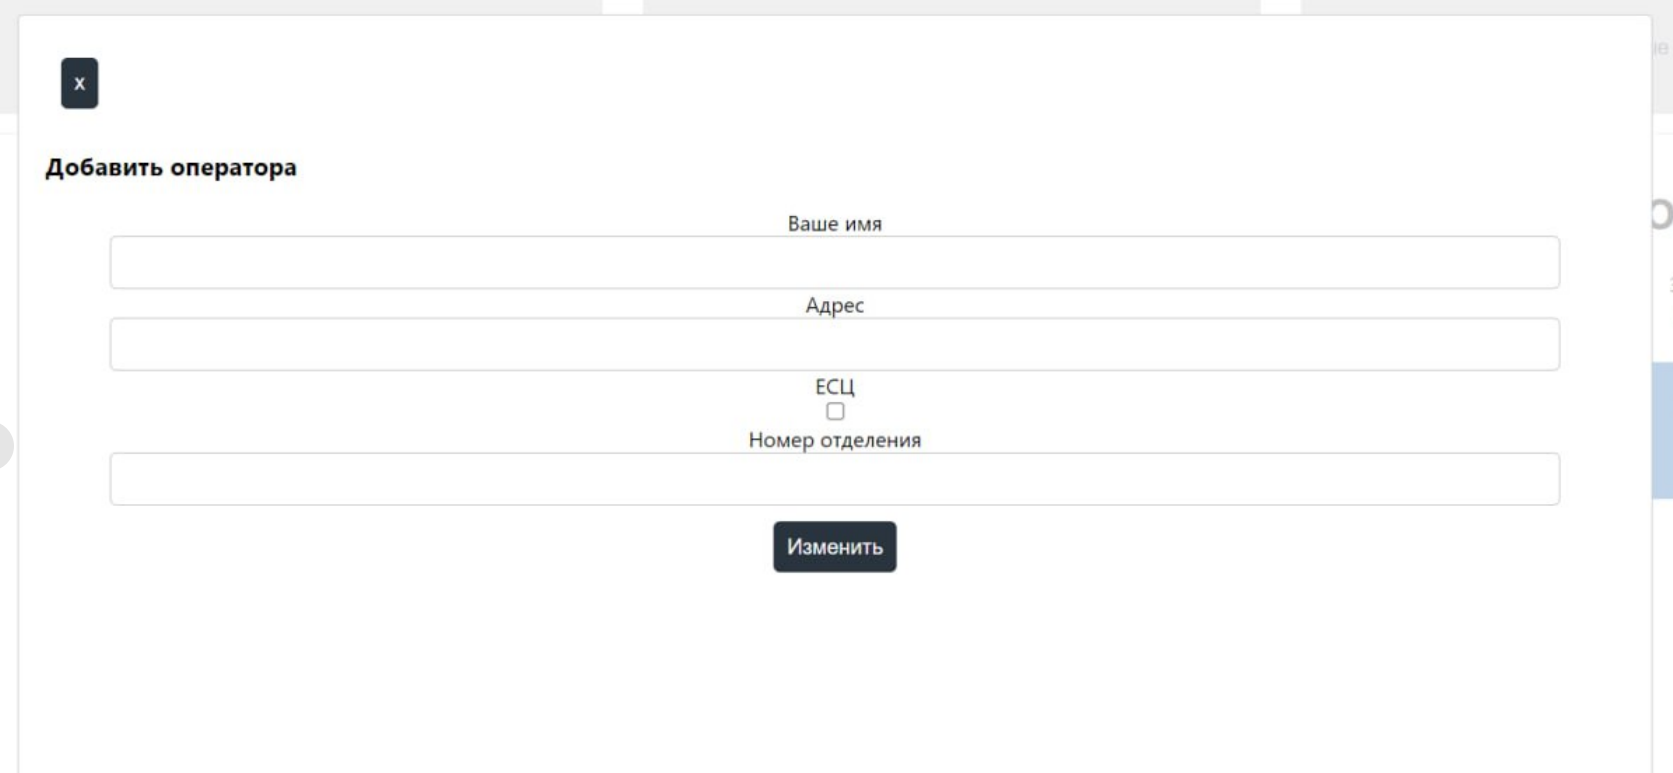 x
Добавить оператора
Ваше имя
Адрес
ЕСЦ
Номер отделения
Изменить